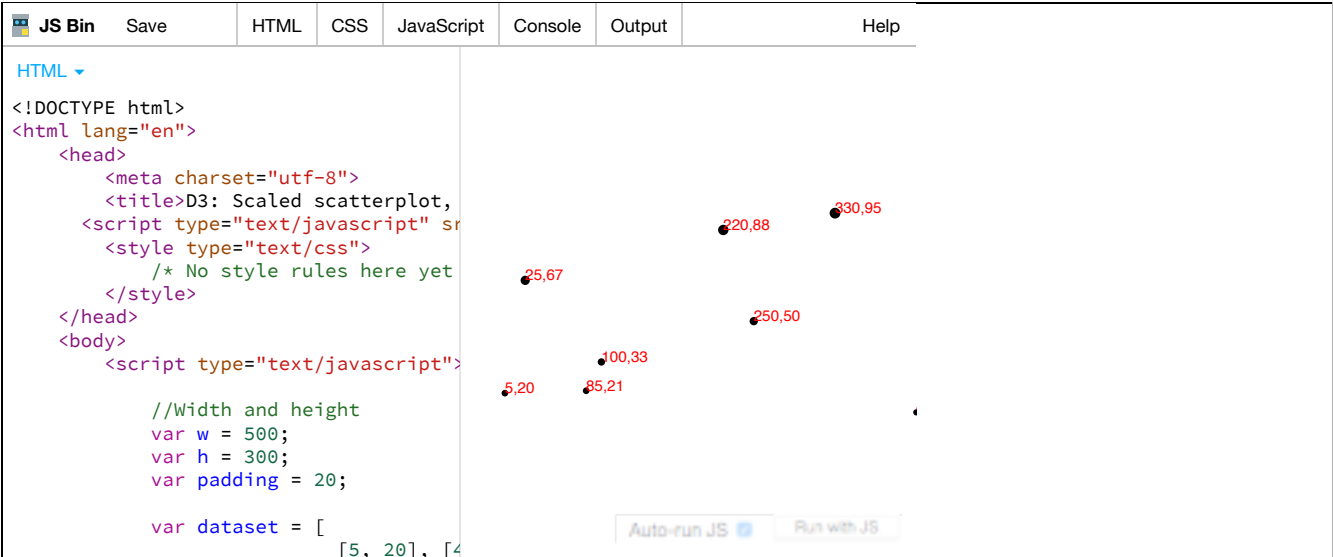 JS Bin Save HTML CSS JavaScript Console Output Help
HTML
<!DOCTYPE html>
<html lang="en">
<head>
<meta charset="utf-8">
<title>D3: Scaled scatterplot,
<script type="text/javascript" sr
<style type="text/css">
/* No style rules here yet
</style>
</head>
<body>
<script type="text/javascript">
//Width and height
var w = 500;
var h = 300;
var padding = 20;
var dataset = [
[5, 20], [4
330,95
220,88
25,67
250,50
100,33
5,20
85,21
Auto-run JS
Run with JS